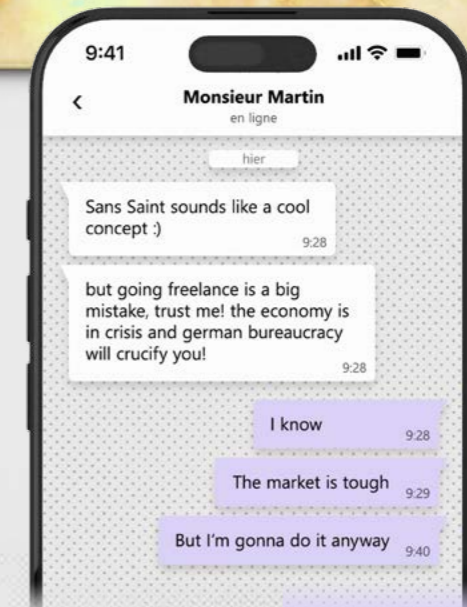 9:41
Monsieur Martin
en ligne
hier
Sans Saint sounds like a cool
concept :)
9:28
but going freelance is a big
mistake, trust me! the economy is
in crisis and german bureaucracy
will crucify you!
9:28
I know
9:28
The market is tough
9:29
But I'm gonna do it anyway
9:40